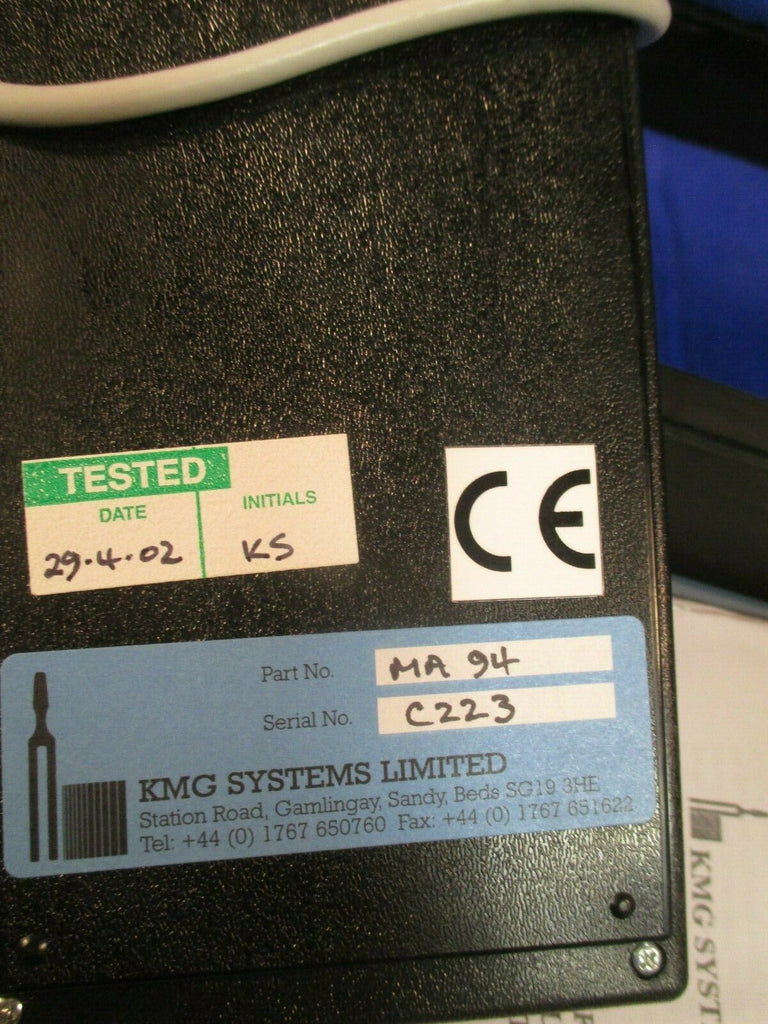 TESTED
DATE
INITIALS
29.4.02
KS
CE
Part No. MA 94
Serial No. C223
KMG SYSTEMS LIMITED
Station Road, Gamlingay, Sandy, Beds SG19 3HE
Tel: +44 (0) 1767 650760 Fax: +44 (0) 1767 651622
KMG SYST